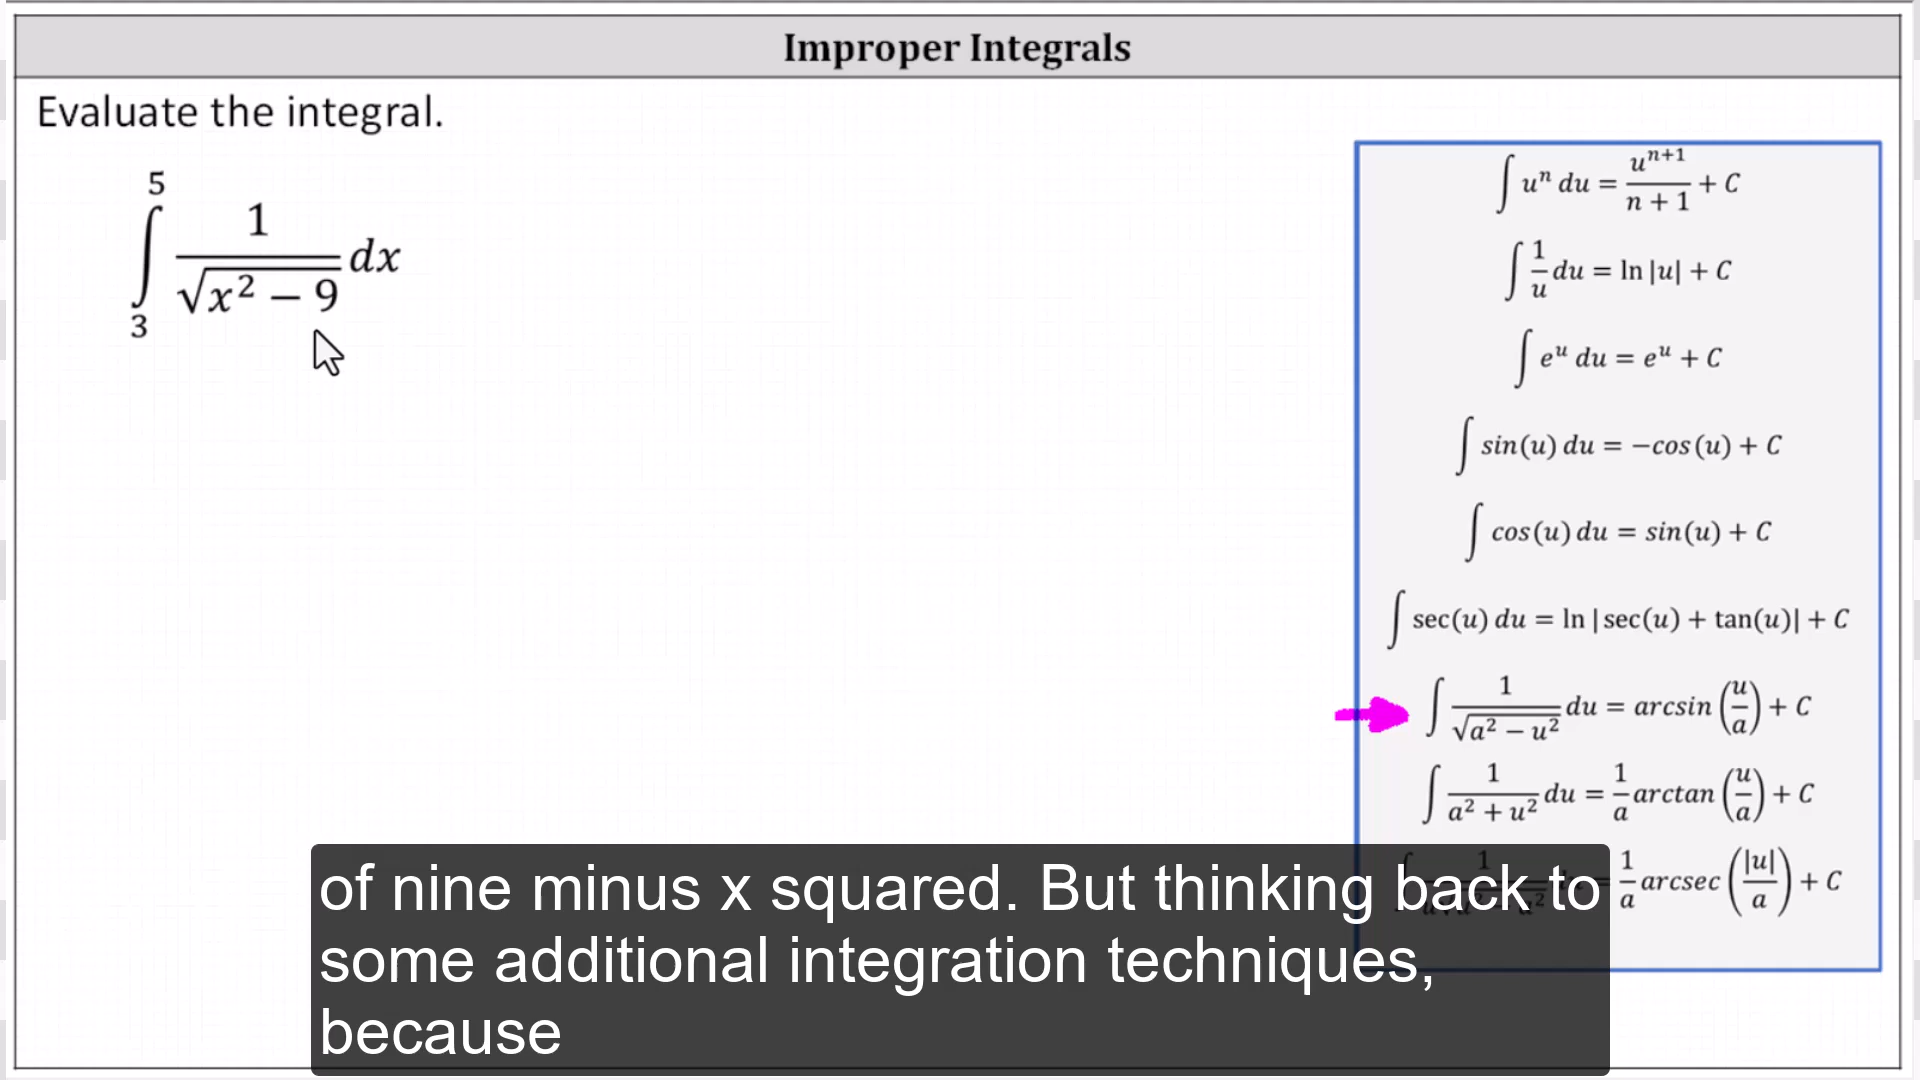 Improper Integrals
Evaluate the integral.
∫₃⁵ 1/√(x² − 9) dx
∫ uⁿ du = uⁿ⁺¹/(n + 1) + C
∫ 1/u du = ln |u| + C
∫ eᵘ du = eᵘ + C
∫ sin(u) du = −cos(u) + C
∫ cos(u) du = sin(u) + C
∫ sec(u) du = ln |sec(u) + tan(u)| + C
∫ 1/√(a² − u²) du = arcsin (u/a) + C
∫ 1/(a² + u²) du = 1/a arctan (u/a) + C
1/a arcsec (|u|/a) + C
of nine minus x squared. But thinking back to
some additional integration techniques,
because